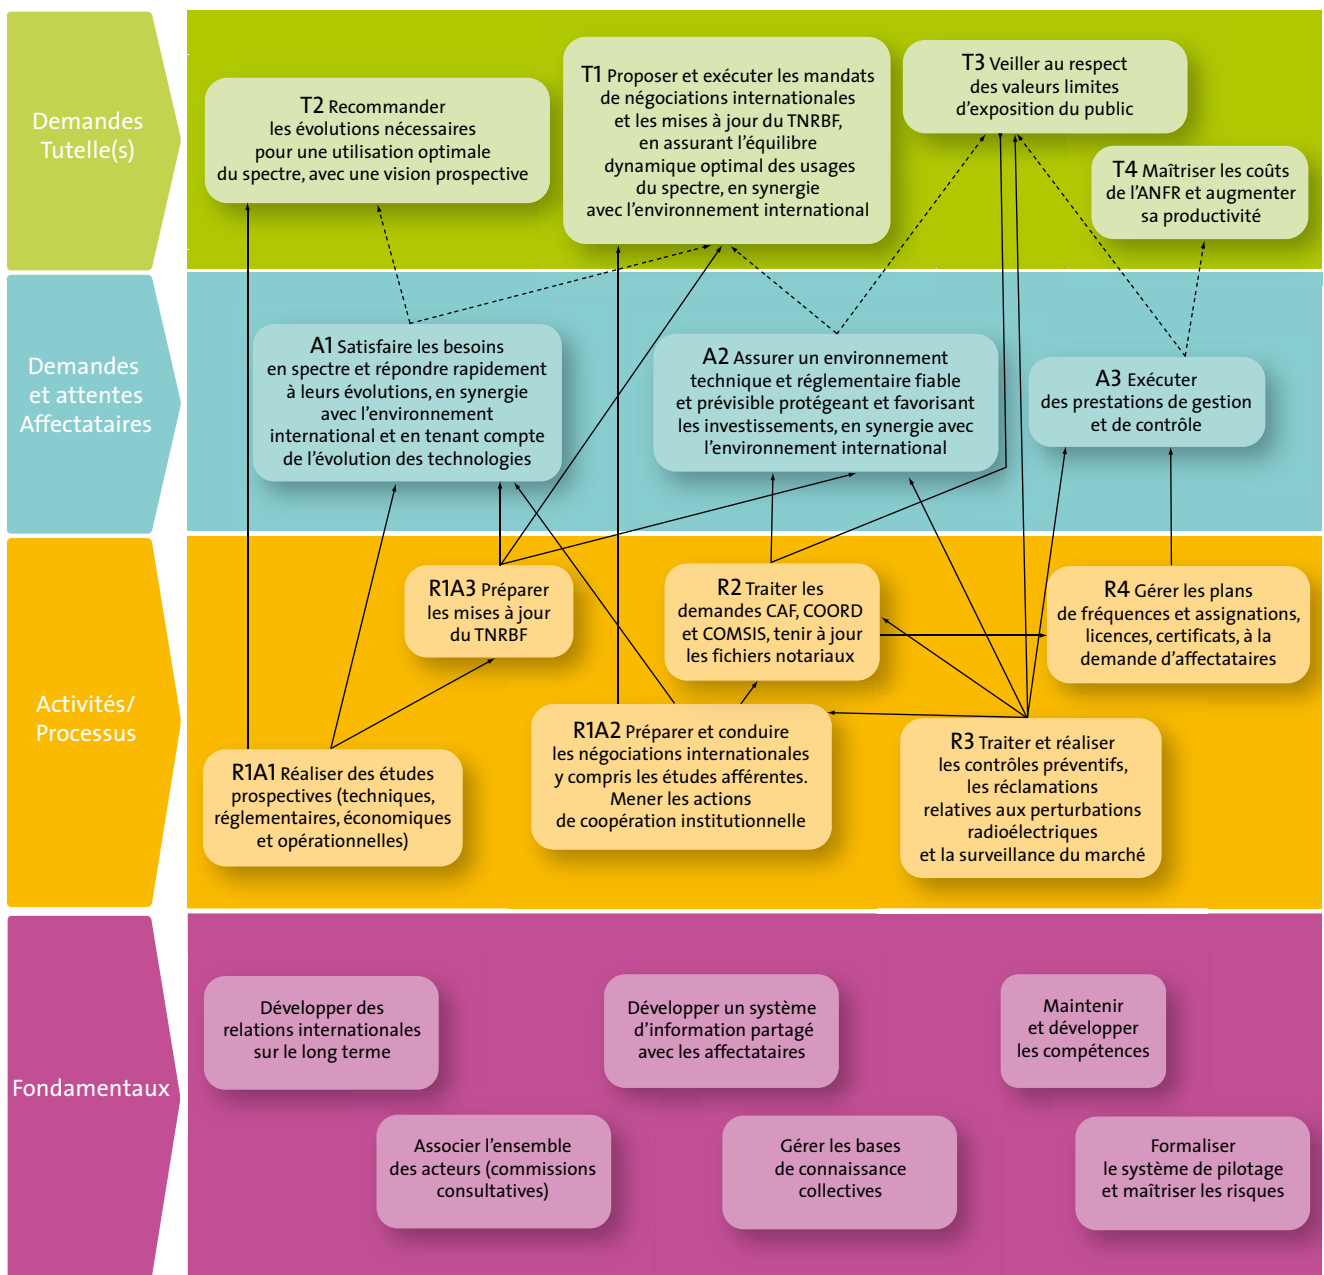 Demandes
Tutelle(s)
T2 Recommander
les évolutions nécessaires
pour une utilisation optimale
du spectre, avec une vision prospective
T1 Proposer et exécuter les mandats
de négociations internationales
et les mises à jour du TNRBF,
en assurant l’équilibre
dynamique optimal des usages
du spectre, en synergie
avec l’environnement international
T3 Veiller au respect
des valeurs limites
d’exposition du public
T4 Maîtriser les coûts
de l’ANFR et augmenter
sa productivité
Demandes
et attentes
Affectataires
A1 Satisfaire les besoins
en spectre et répondre rapidement
à leurs évolutions, en synergie
avec l’environnement
international et en tenant compte
de l’évolution des technologies
A2 Assurer un environnement
technique et réglementaire fiable
et prévisible protégeant et favorisant
les investissements, en synergie avec
l’environnement international
A3 Exécuter
des prestations de gestion
et de contrôle
Activités/
Processus
R1A3 Préparer
les mises à jour
du TNRBF
R2 Traiter les
demandes CAF, COORD
et COMSIS, tenir à jour
les fichiers notariaux
R4 Gérer les plans
de fréquences et assignations,
licences, certificats, à la
demande d’affectataires
R1A1 Réaliser des études
prospectives (techniques,
réglementaires, économiques
et opérationnelles)
R1A2 Préparer et conduire
les négociations internationales
y compris les études afférentes.
Mener les actions
de coopération institutionnelle
R3 Traiter et réaliser
les contrôles préventifs,
les réclamations
relatives aux perturbations
radioélectriques
et la surveillance du marché
Fondamentaux
Développer des
relations internationales
sur le long terme
Développer un système
d’information partagé
avec les affectataires
Maintenir
et développer
les compétences
Associer l’ensemble
des acteurs (commissions
consultatives)
Gérer les bases
de connaissance
collectives
Formaliser
le système de pilotage
et maîtriser les risques